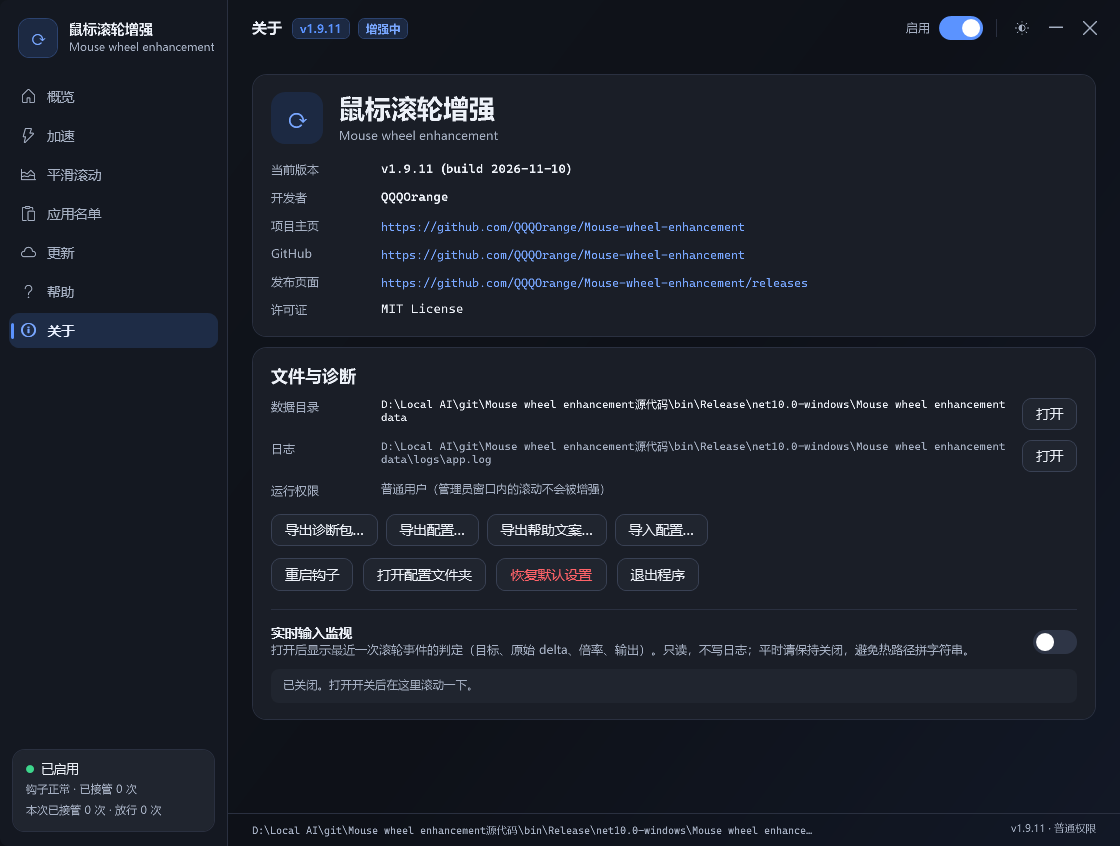 鼠标滚轮增强
Mouse wheel enhancement
概览
加速
平滑滚动
应用名单
更新
帮助
关于
已启用
钩子正常 · 已接管 0 次
本次已接管 0 次 · 放行 0 次
关于 v1.9.11 增强中 启用
鼠标滚轮增强
Mouse wheel enhancement
当前版本 v1.9.11 (build 2026-11-10)
开发者 QQQOrange
项目主页 https://github.com/QQQOrange/Mouse-wheel-enhancement
GitHub https://github.com/QQQOrange/Mouse-wheel-enhancement
发布页面 https://github.com/QQQOrange/Mouse-wheel-enhancement/releases
许可证 MIT License
文件与诊断
数据目录 D:\Local AI\git\Mouse wheel enhancement源代码\bin\Release\net10.0-windows\Mouse wheel enhancement
data 打开
日志 D:\Local AI\git\Mouse wheel enhancement源代码\bin\Release\net10.0-windows\Mouse wheel enhancement
data\logs\app.log 打开
运行权限 普通用户（管理员窗口内的滚动不会被增强）
导出诊断包... 导出配置... 导出帮助文案... 导入配置...
重启钩子 打开配置文件夹 恢复默认设置 退出程序
实时输入监视
打开后显示最近一次滚轮事件的判定（目标、原始 delta、倍率、输出）。只读，不写日志；平时请保持关闭，避免热路径拼字符串。
已关闭。打开开关后在这里滚动一下。
D:\Local AI\git\Mouse wheel enhancement源代码\bin\Release\net10.0-windows\Mouse wheel enhance… v1.9.11 · 普通权限